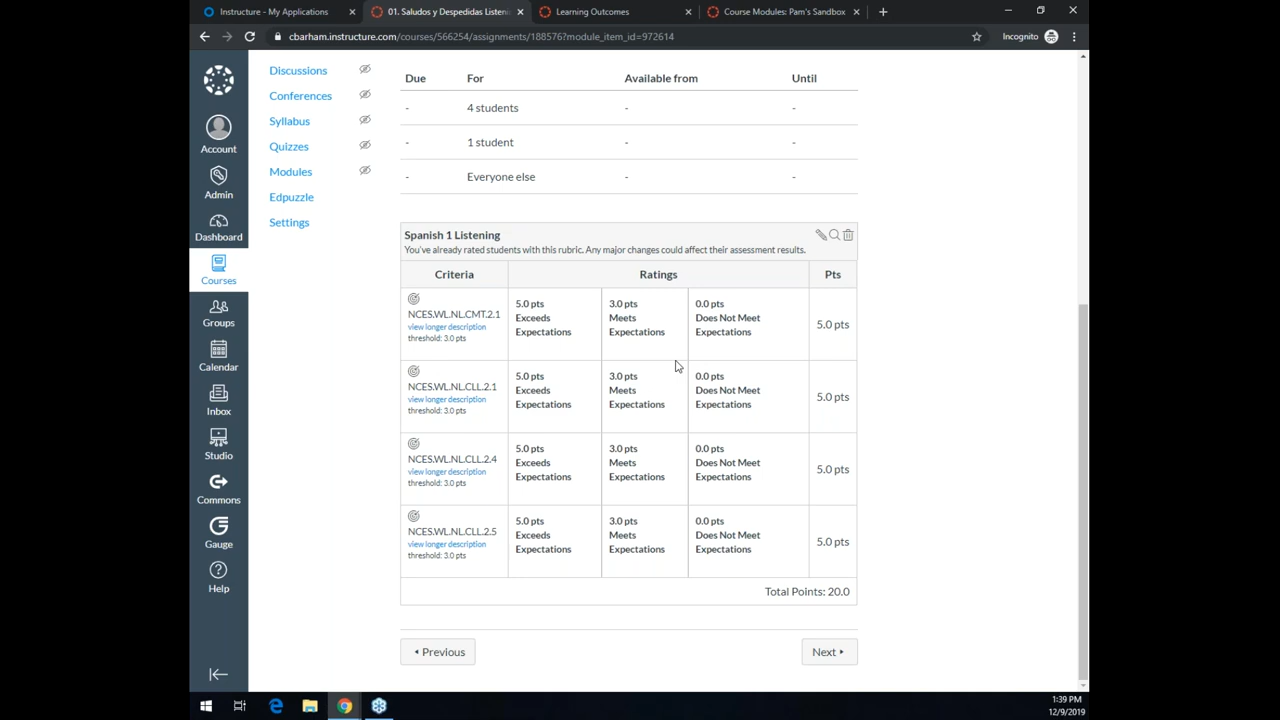 Instructure - My Applications
01. Saludos y Despedidas Listeni
Learning Outcomes
Course Modules: Pam's Sandbox
cbarham.instructure.com/courses/566254/assignments/188576?module_item_id=972614
Incognito
Account
Admin
Dashboard
Courses
Groups
Calendar
Inbox
Studio
Commons
Gauge
Help
Discussions
Conferences
Syllabus
Quizzes
Modules
Edpuzzle
Settings
Due For Available from Until
- 4 students - -
- 1 student - -
- Everyone else - -
Spanish 1 Listening
You've already rated students with this rubric. Any major changes could affect their assessment results.
Criteria Ratings Pts
NCES.WL.NL.CMT.2.1
view longer description
threshold: 3.0 pts
5.0 pts
Exceeds
Expectations
3.0 pts
Meets
Expectations
0.0 pts
Does Not Meet
Expectations
5.0 pts
NCES.WL.NL.CLL.2.1
view longer description
threshold: 3.0 pts
5.0 pts
Exceeds
Expectations
3.0 pts
Meets
Expectations
0.0 pts
Does Not Meet
Expectations
5.0 pts
NCES.WL.NL.CLL.2.4
view longer description
threshold: 3.0 pts
5.0 pts
Exceeds
Expectations
3.0 pts
Meets
Expectations
0.0 pts
Does Not Meet
Expectations
5.0 pts
NCES.WL.NL.CLL.2.5
view longer description
threshold: 3.0 pts
5.0 pts
Exceeds
Expectations
3.0 pts
Meets
Expectations
0.0 pts
Does Not Meet
Expectations
5.0 pts
Total Points: 20.0
Previous
Next
1:39 PM
12/9/2019